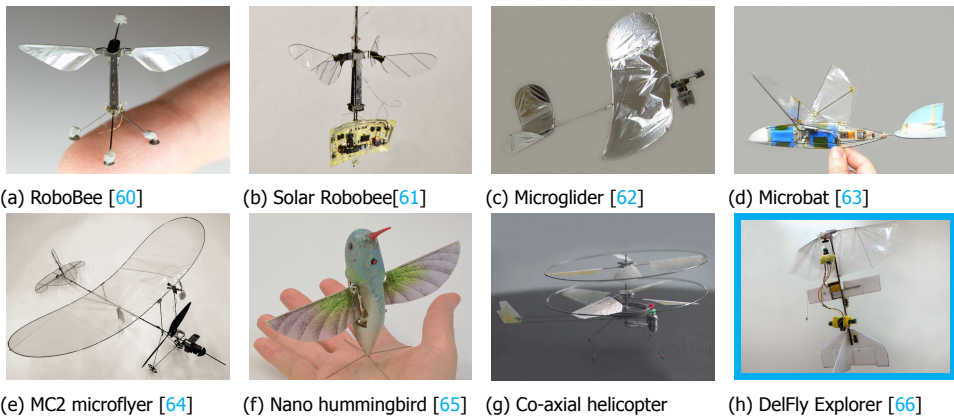 (a) RoboBee [60]
(b) Solar Robobee[61]
(c) Microglider [62]
(d) Microbat [63]
(e) MC2 microflyer [64]
(f) Nano hummingbird [65]
(g) Co-axial helicopter
(h) DelFly Explorer [66]